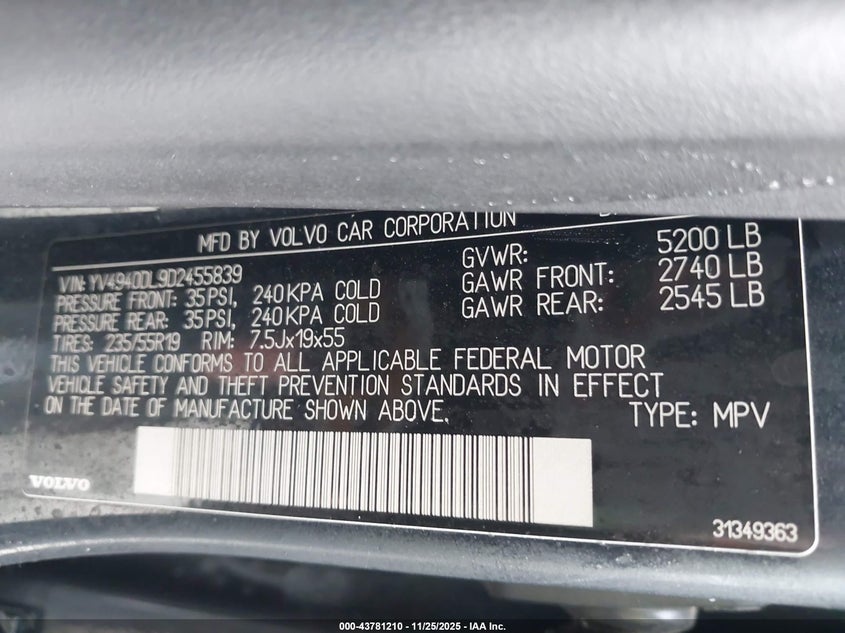 MFD BY VOLVO CAR CORPORATION
VIN: YV4940DL9D2455839
PRESSURE FRONT: 35PSI, 240KPA COLD
PRESSURE REAR: 35PSI, 240KPA COLD
TIRES: 235/55R19 RIM: 7.5Jx19x55
GVWR: 5200 LB
GAWR FRONT: 2740 LB
GAWR REAR: 2545 LB
THIS VEHICLE CONFORMS TO ALL APPLICABLE FEDERAL MOTOR
VEHICLE SAFETY AND THEFT PREVENTION STANDARDS IN EFFECT
ON THE DATE OF MANUFACTURE SHOWN ABOVE.
TYPE: MPV
VOLVO
31349363
000-43781210 - 11/25/2025 - IAA Inc.